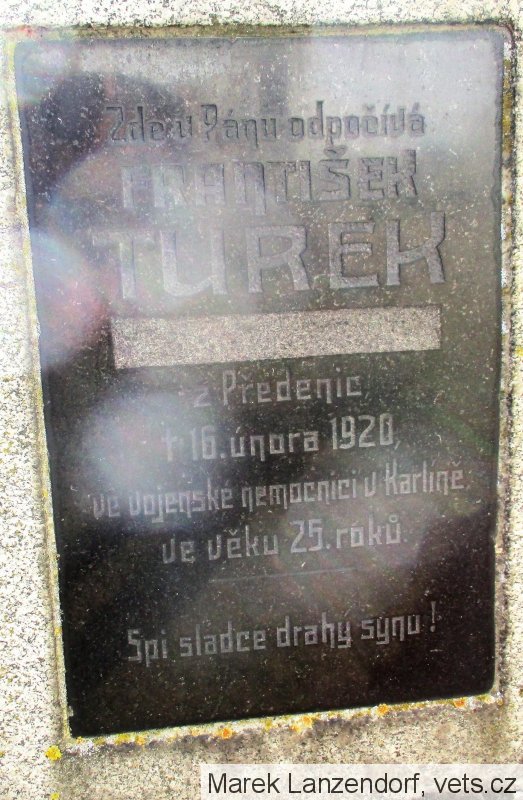 Zde u Pánu odpočívá
FRANTIŠEK
TUREK
z Předenic,
† 16. února 1920,
ve vojenské nemocnici v Karlíně
ve věku 25. roků.
Spi sladce drahy synu!
Marek Lanzendorf, vets.cz